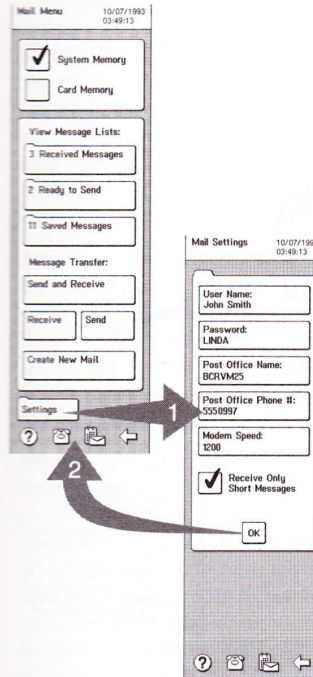 Mail Menu
10/07/1993
03:49:13
System Memory
Card Memory
View Message Lists:
3 Received Messages
2 Ready to Send
11 Saved Messages
Message Transfer:
Send and Receive
Receive
Send
Create New Mail
Settings
?
1
2
Mail Settings
10/07/199
03:49:13
User Name:
John Smith
Password:
LINDA
Post Office Name:
BCRVM25
Post Office Phone #:
5550997
Modem Speed:
1200
Receive Only
Short Messages
OK
?